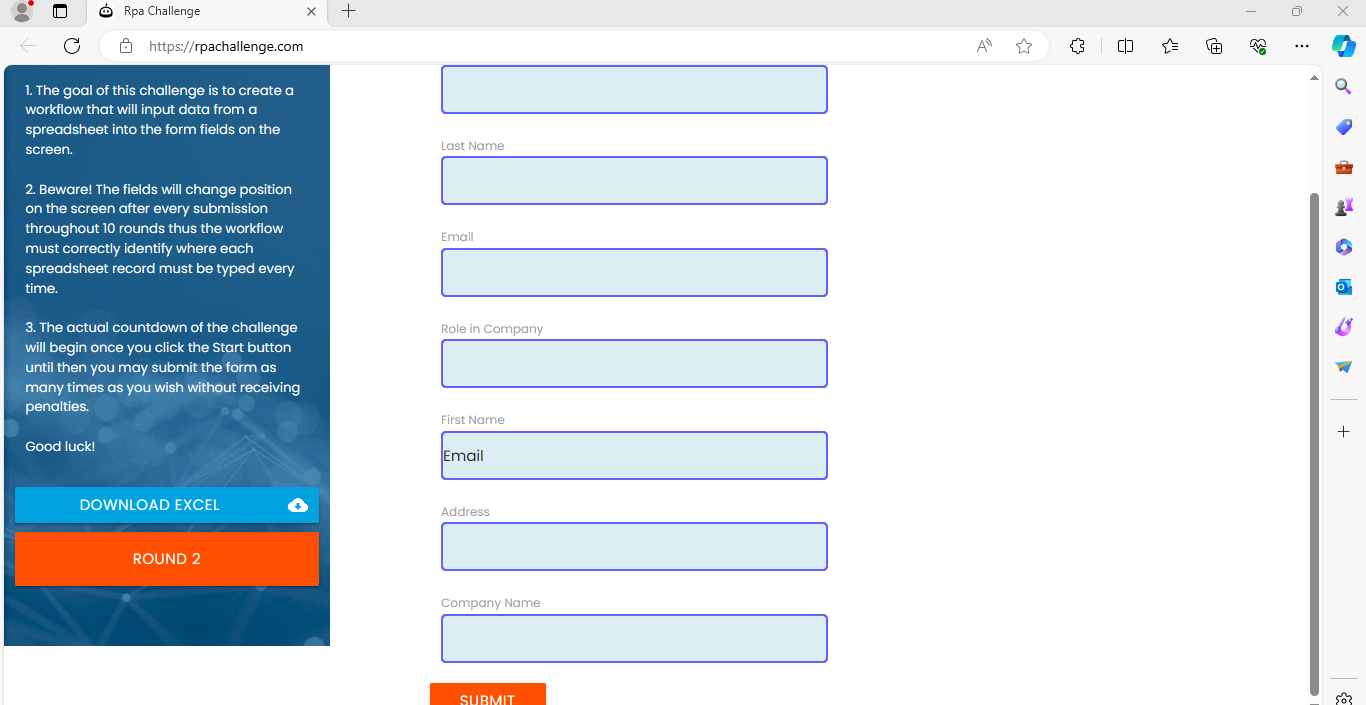 Rpa Challenge
https://rpachallenge.com
1. The goal of this challenge is to create a
workflow that will input data from a
spreadsheet into the form fields on the
screen.
2. Beware! The fields will change position
on the screen after every submission
throughout 10 rounds thus the workflow
must correctly identify where each
spreadsheet record must be typed every
time.
3. The actual countdown of the challenge
will begin once you click the Start button
until then you may submit the form as
many times as you wish without receiving
penalties.
Good luck!
DOWNLOAD EXCEL
ROUND 2
Last Name
Email
Role in Company
First Name
Email
Address
Company Name
SUBMIT